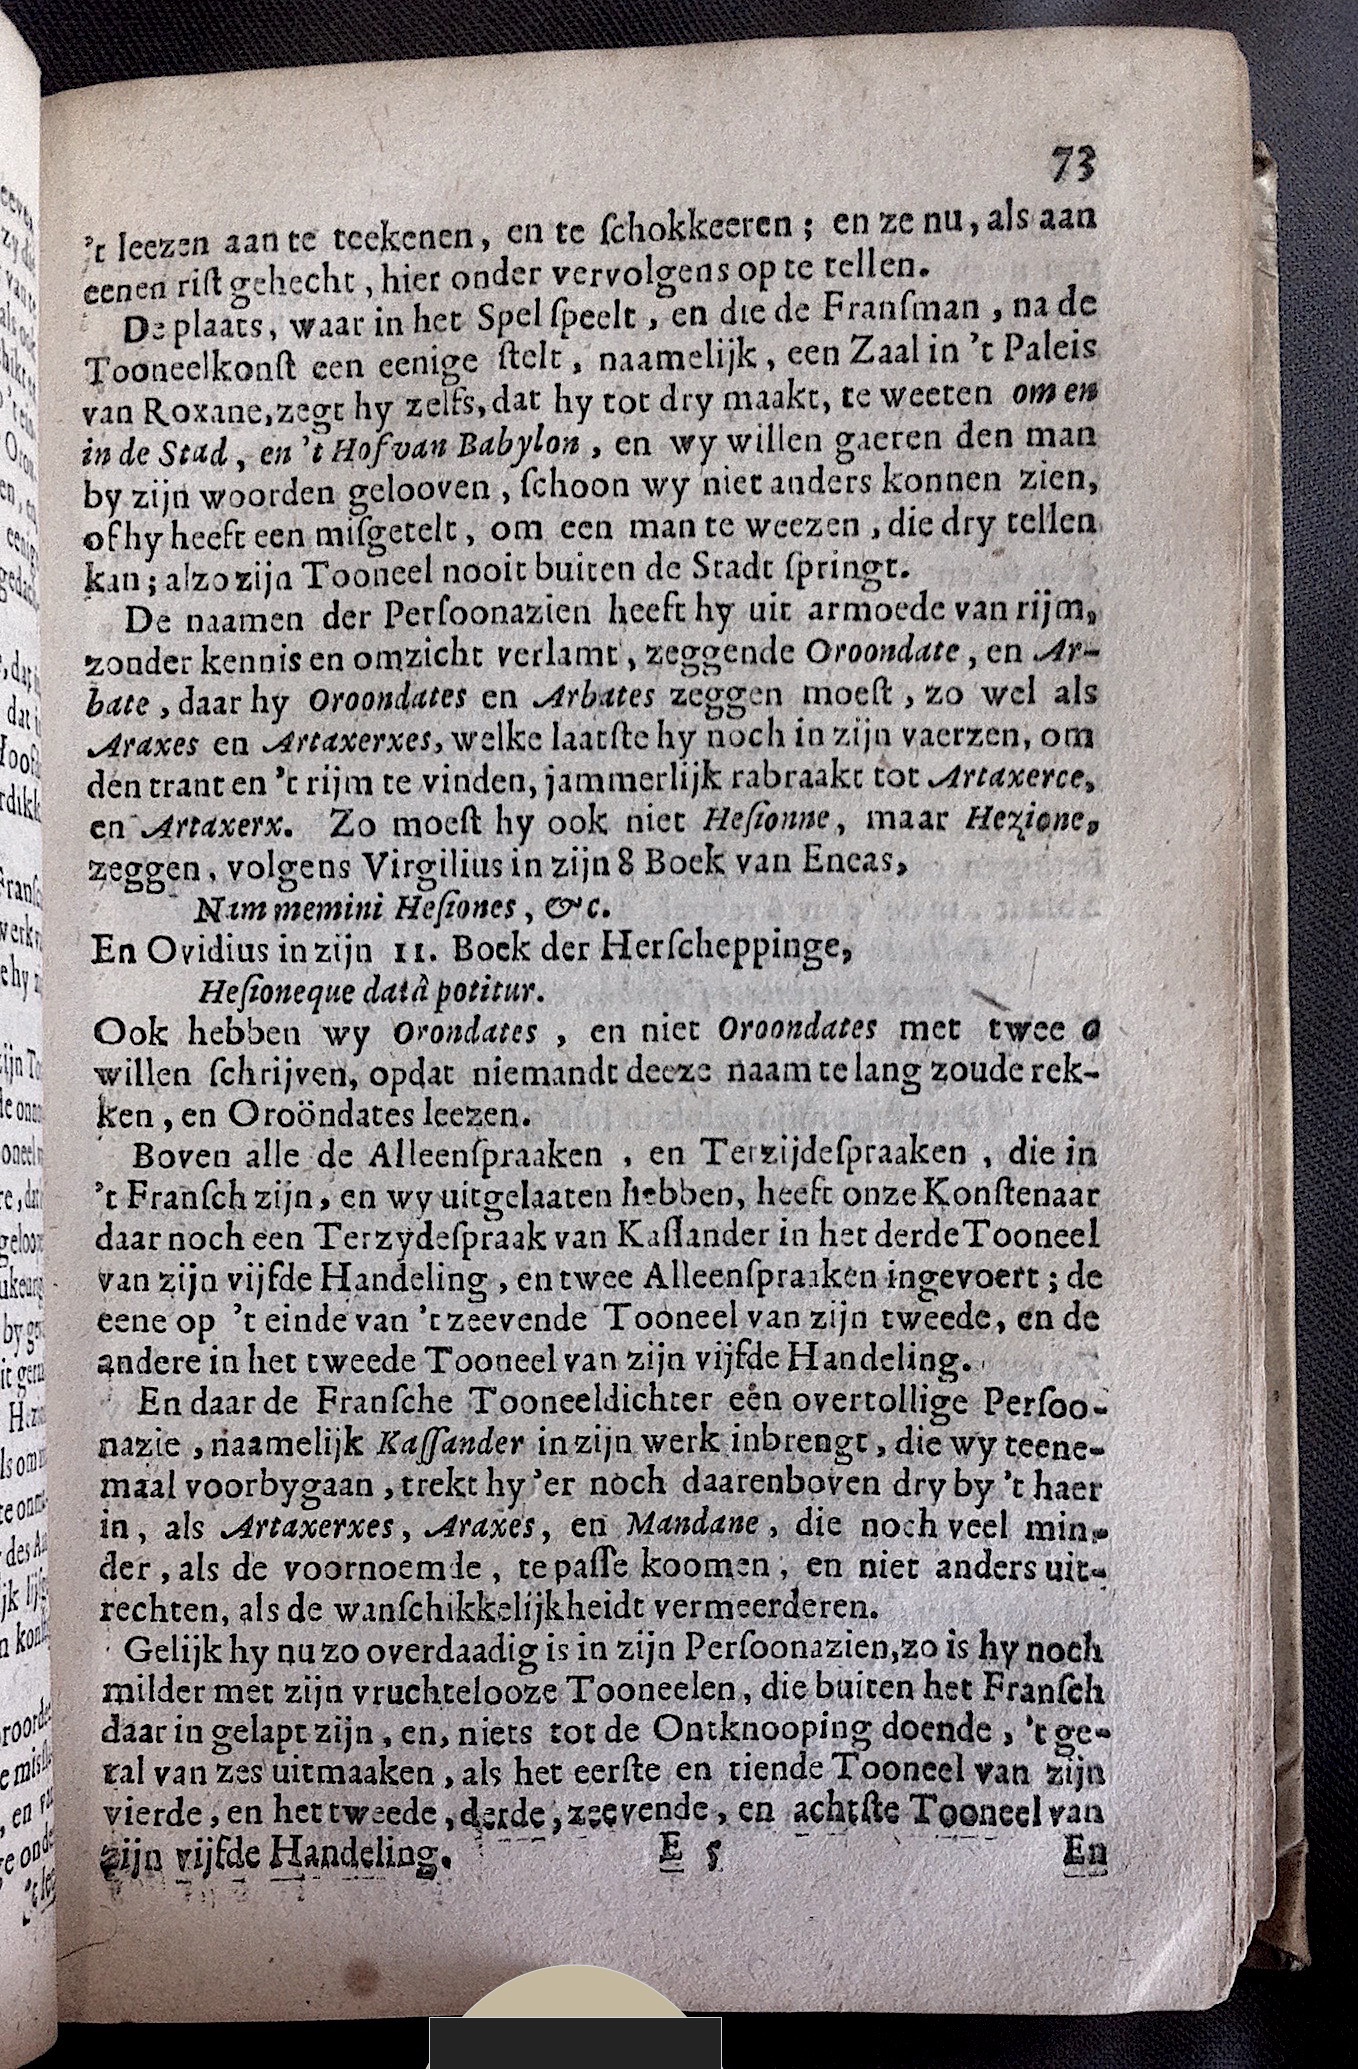 73
't leezen aan te teekenen, en te ſchokkeeren; en ze nu, als aan
eenen riſt gehecht, hier onder vervolgens op te tellen.
De plaats, waar in het Spel ſpeelt, en die de Franſman, na de
Tooneelkonſt een eenige ſtelt, naamelijk, een Zaal in 't Paleis
van Roxane, zegt hy zelfs, dat hy tot dry maakt, te weeten om en
in de Stad, en 't Hof van Babylon, en wy willen gaeren den man
by zijn woorden gelooven, ſchoon wy niet anders konnen zien,
of hy heeft een miſgetelt, om een man te weezen, die dry tellen
kan; alzo zijn Tooneel nooit buiten de Stadt ſpringt.
De naamen der Perſoonazien heeft hy uit armoede van rijm,
zonder kennis en omzicht verlamt, zeggende Oroondate, en Ar-
bate, daar hy Oroondates en Arbates zeggen moeſt, zo wel als
Araxes en Artaxerxes, welke laatſte hy noch in zijn vaerzen, om
den trant en 't rijm te vinden, jammerlijk rabraakt tot Artaxerce,
en Artaxerx. Zo moeſt hy ook niet Heſionne, maar Hezione,
zeggen, volgens Virgilius in zijn 8 Boek van Eneas,
Nam memini Heſiones, &c.
En Ovidius in zijn 11. Boek der Herſcheppinge,
Heſioneque datâ potitur.
Ook hebben wy Orondates, en niet Oroondates met twee o
willen ſchrijven, opdat niemandt deeze naam te lang zoude rek-
ken, en Oroöndates leezen.
Boven alle de Alleenſpraaken, en Terzijdeſpraaken, die in
't Franſch zijn, en wy uitgelaaten hebben, heeft onze Konſtenaar
daar noch een Terzydeſpraak van Kaſſander in het derde Tooneel
van zijn vijfde Handeling, en twee Alleenſpraaken ingevoert; de
eene op 't einde van 't zeevende Tooneel van zijn tweede, en de
andere in het tweede Tooneel van zijn vijfde Handeling.
En daar de Franſche Tooneeldichter een overtollige Perſoo-
nazie, naamelijk Kaſſander in zijn werk inbrengt, die wy teene-
maal voorbygaan, trekt hy 'er noch daarenboven dry by 't haer
in, als Artaxerxes, Araxes, en Mandane, die noch veel min-
der, als de voornoemde, te paſſe koomen, en niet anders uit-
rechten, als de wanſchikkelijkheidt vermeerderen.
Gelijk hy nu zo overdaadig is in zijn Perſoonazien, zo is hy noch
milder met zijn vruchtelooze Tooneelen, die buiten het Franſch
daar in gelapt zijn, en, niets tot de Ontknooping doende, 't ge-
tal van zes uitmaaken, als het eerſte en tiende Tooneel van zijn
vierde, en het tweede, derde, zeevende, en achtſte Tooneel van
zijn vijfde Handeling.
E 5
En